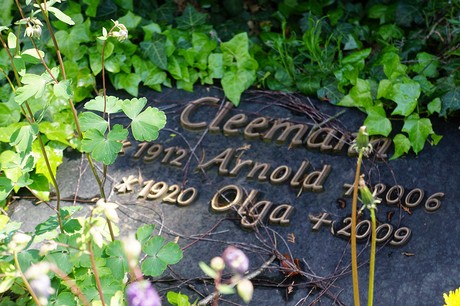 Cleemann
*1912 Arnold +2006
*1920 Olga +2009